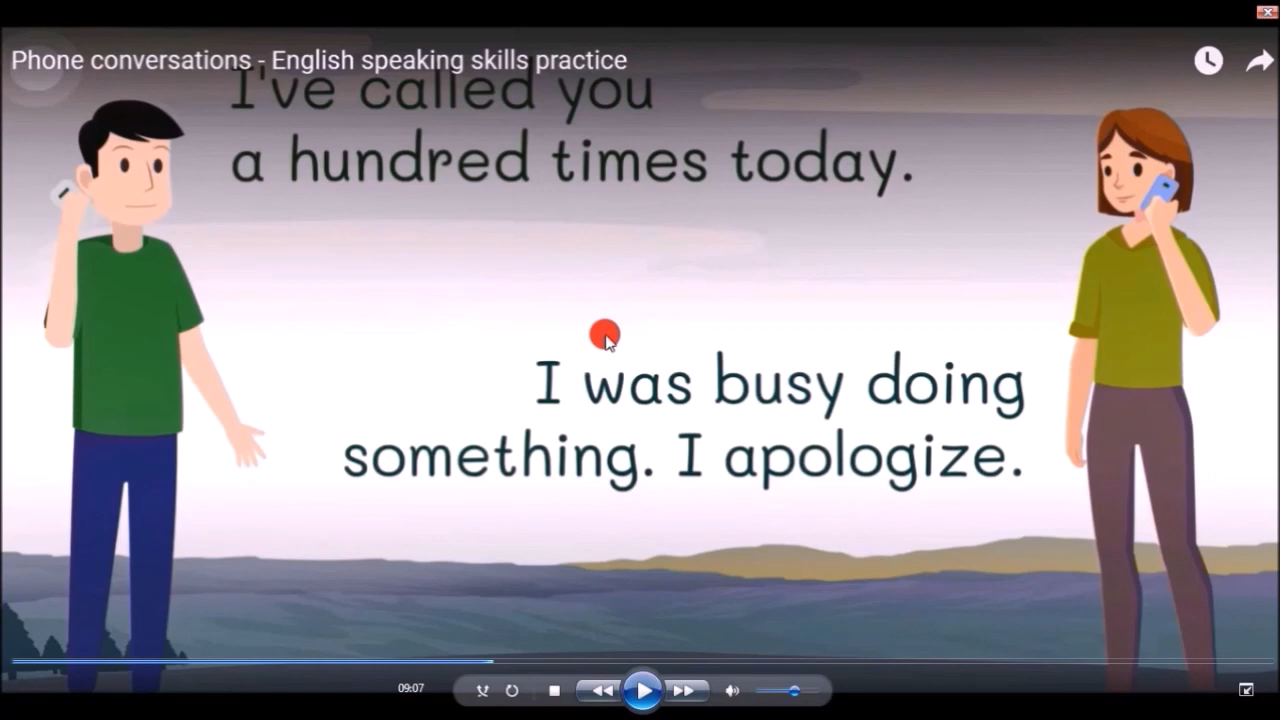 Phone conversations - English speaking skills practice
I've called you
a hundred times today.
I was busy doing
something. I apologize.
09:07